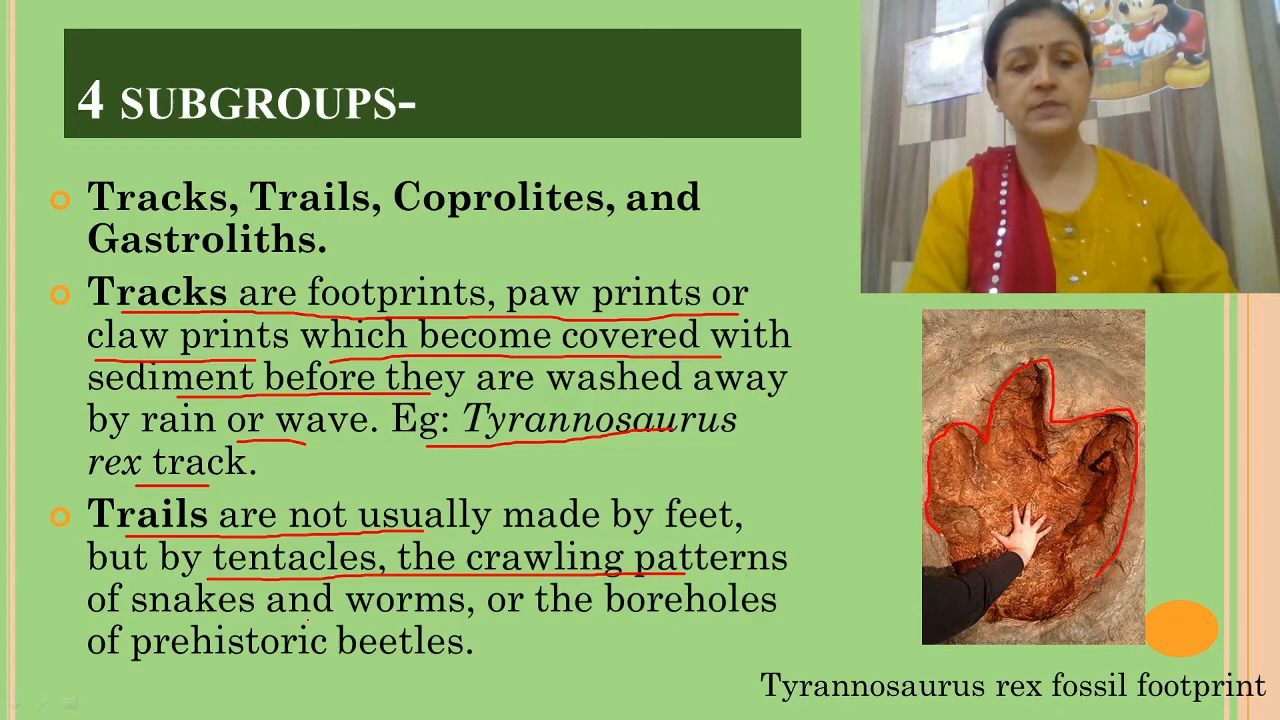 4 SUBGROUPS-
Tracks, Trails, Coprolites, and
Gastroliths.
Tracks are footprints, paw prints or
claw prints which become covered with
sediment before they are washed away
by rain or wave. Eg: Tyrannosaurus
rex track.
Trails are not usually made by feet,
but by tentacles, the crawling patterns
of snakes and worms, or the boreholes
of prehistoric beetles.
Tyrannosaurus rex fossil footprint